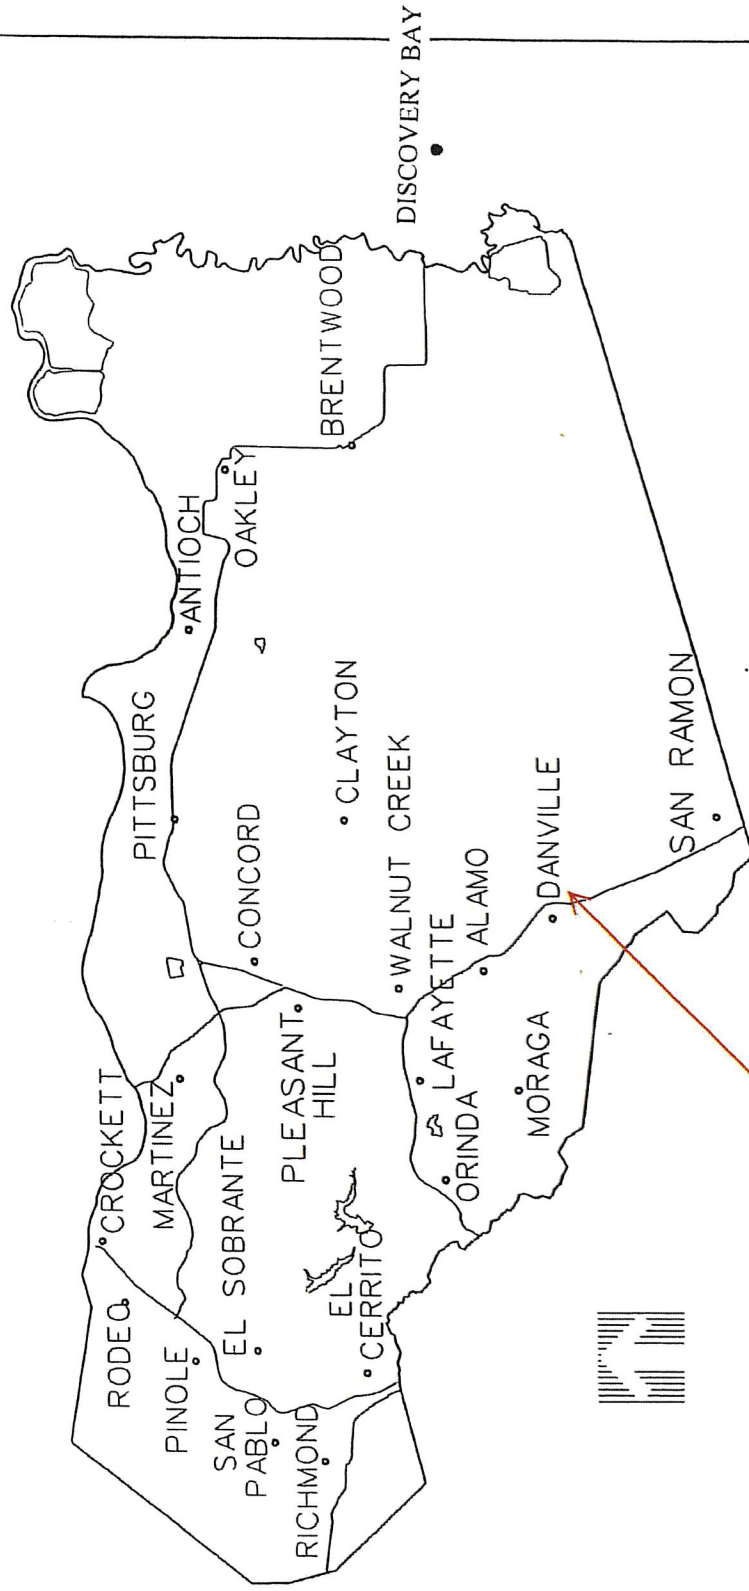 CROCKETT
RODEO
MARTINEZ
PINOLE
EL SOBRANTE
SAN
PABLO
RICHMOND
EL
CERRITO
PLEASANT
HILL
CONCORD
PITTSBURG
ANTIOCH
OAKLEY
BRENTWOOD
DISCOVERY BAY
CLAYTON
WALNUT CREEK
LAFAYETTE
ORINDA
ALAMO
MORAGA
DANVILLE
SAN RAMON